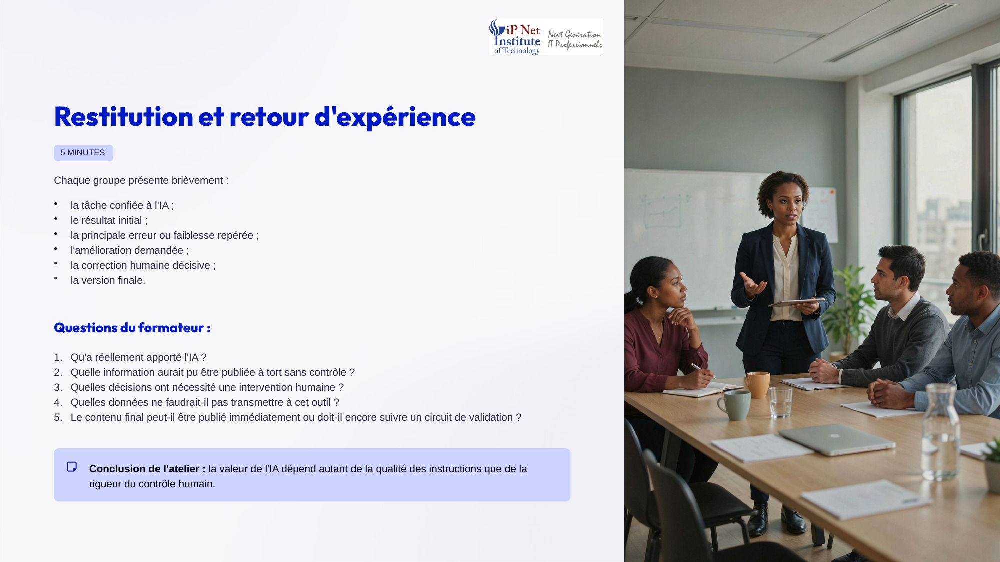 iP Net
Institute
of Technology
Next Generation
IT Professionnels
Restitution et retour d'expérience
5 MINUTES
Chaque groupe présente brièvement :
• la tâche confiée à l'IA ;
• le résultat initial ;
• la principale erreur ou faiblesse repérée ;
• l'amélioration demandée ;
• la correction humaine décisive ;
• la version finale.
Questions du formateur :
1. Qu'a réellement apporté l'IA ?
2. Quelle information aurait pu être publiée à tort sans contrôle ?
3. Quelles décisions ont nécessité une intervention humaine ?
4. Quelles données ne faudrait-il pas transmettre à cet outil ?
5. Le contenu final peut-il être publié immédiatement ou doit-il encore suivre un circuit de validation ?
Conclusion de l'atelier : la valeur de l'IA dépend autant de la qualité des instructions que de la
rigueur du contrôle humain.